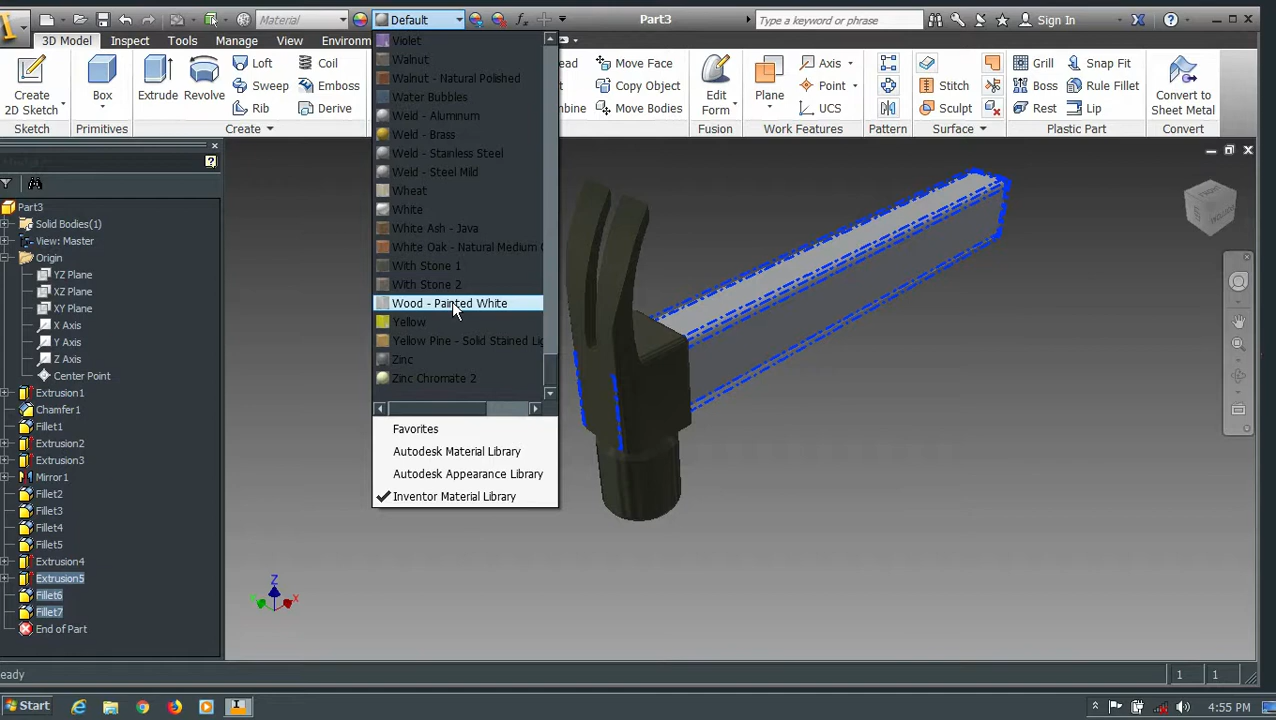 Material
Default
Part3
Type a keyword or phrase
Sign In
3D Model Inspect Tools Manage View Environm
Create
2D Sketch
Sketch
Box
Primitives
Extrude Revolve
Loft
Sweep
Rib
Coil
Emboss
Derive
Create
ead
mbine
Move Face
Copy Object
Move Bodies
Edit
Form
Fusion
Plane
Axis
Point
UCS
Work Features
Pattern
Stitch
Sculpt
Surface
Grill
Boss
Rest
Snap Fit
Rule Fillet
Lip
Plastic Part
Convert to
Sheet Metal
Convert
Violet
Walnut
Walnut - Natural Polished
Water Bubbles
Weld - Aluminum
Weld - Brass
Weld - Stainless Steel
Weld - Steel Mild
Wheat
White
White Ash - Java
White Oak - Natural Medium
With Stone 1
With Stone 2
Wood - Painted White
Yellow
Yellow Pine - Solid Stained Lig
Zinc
Zinc Chromate 2
Favorites
Autodesk Material Library
Autodesk Appearance Library
Inventor Material Library
Part3
Solid Bodies(1)
View: Master
Origin
YZ Plane
XZ Plane
XY Plane
X Axis
Y Axis
Z Axis
Center Point
Extrusion1
Chamfer1
Fillet1
Extrusion2
Extrusion3
Mirror1
Fillet2
Fillet3
Fillet4
Fillet5
Extrusion4
Extrusion5
Fillet6
Fillet7
End of Part
Z
X
eady
1 1
Start
4:55 PM